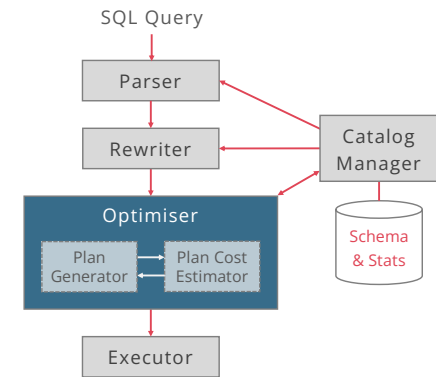 SQL Query
Parser
Rewriter
Catalog
Manager
Optimiser
Plan
Generator
Plan Cost
Estimator
Schema
& Stats
Executor